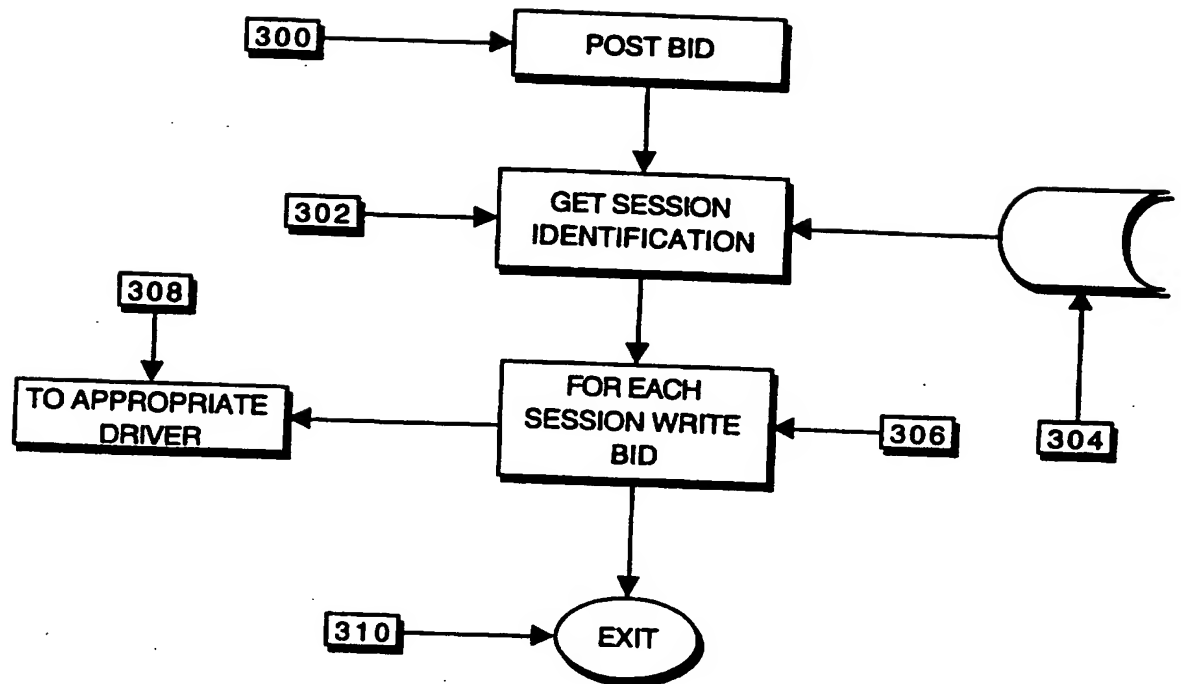 300
POST BID
302
GET SESSION
IDENTIFICATION
308
TO APPROPRIATE
DRIVER
FOR EACH
SESSION WRITE
BID
306
304
310
EXIT